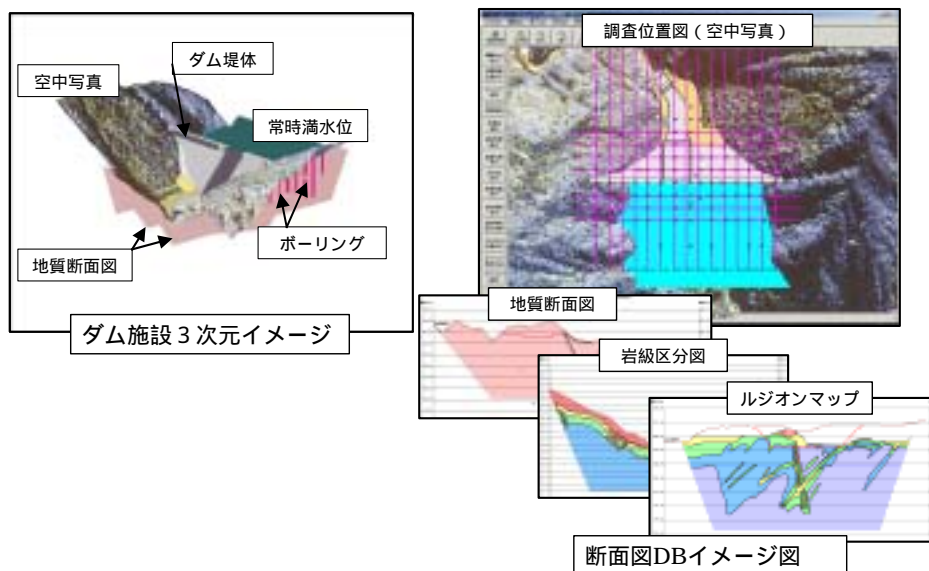 ダム堤体
空中写真
常時満水位
ボーリング
地質断面図
ダム施設３次元イメージ
調査位置図（空中写真）
地質断面図
岩級区分図
ルジオンマップ
断面図DBイメージ図